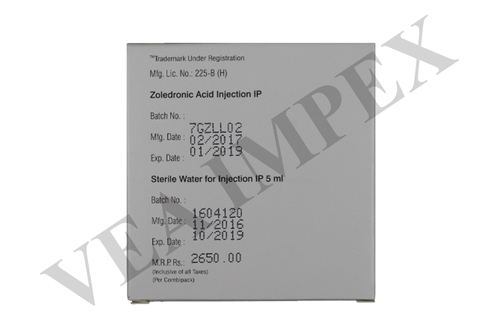 ™Trademark Under Registration
Mfg. Lic. No.: 225-B (H)
Zoledronic Acid Injection IP
Batch No. :
7GZLL02
Mfg. Date : 02/2017
Exp. Date : 01/2019
Sterile Water for Injection IP 5 ml
Batch No. :
1604120
Mfg. Date : 11/2016
Exp. Date : 10/2019
M.R.P. Rs.: 2650.00
(Inclusive of all Taxes)
(Per Combipack)
VEA IMPEX